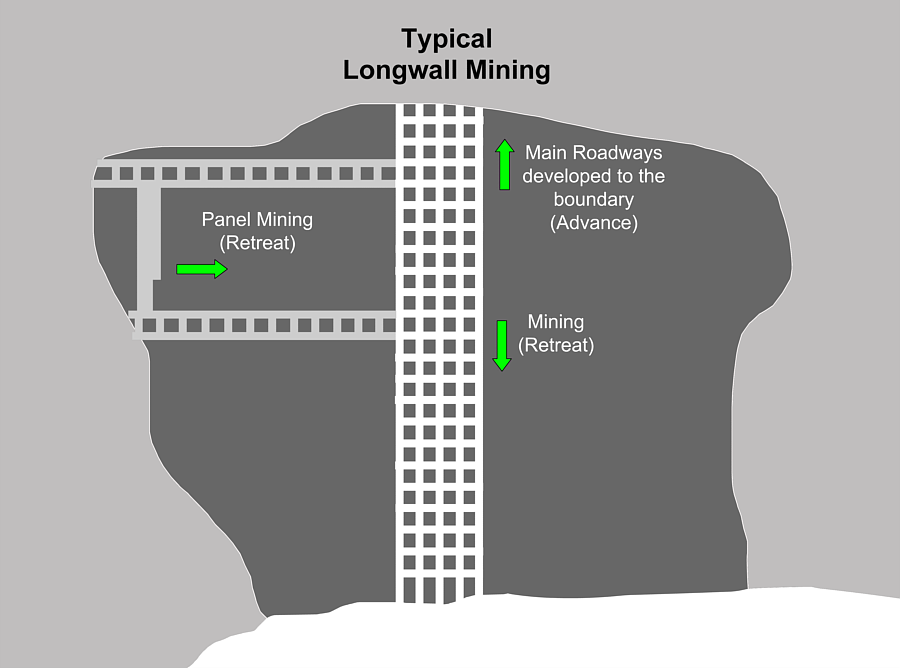 Typical
Longwall Mining
Main Roadways
developed to the
boundary
(Advance)
Panel Mining
(Retreat)
Mining
(Retreat)